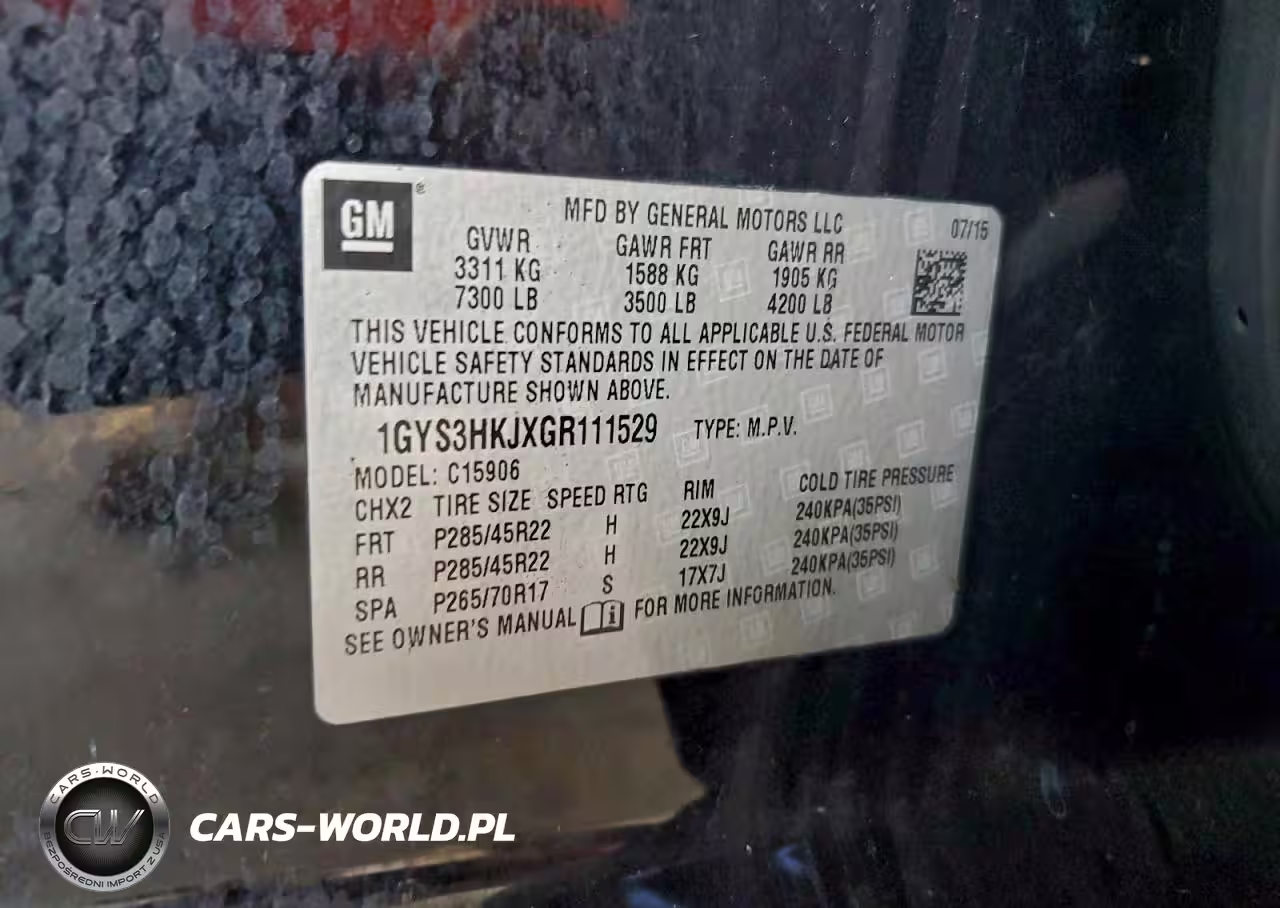 GM®
MFD BY GENERAL MOTORS LLC 07/15
GVWR GAWR FRT GAWR RR
3311 KG 1588 KG 1905 KG
7300 LB 3500 LB 4200 LB
THIS VEHICLE CONFORMS TO ALL APPLICABLE U.S. FEDERAL MOTOR
VEHICLE SAFETY STANDARDS IN EFFECT ON THE DATE OF
MANUFACTURE SHOWN ABOVE.
1GYS3HKJXGR111529 TYPE: M.P.V.
MODEL: C15906
CHX2 TIRE SIZE SPEED RTG RIM COLD TIRE PRESSURE
FRT P285/45R22 H 22X9J 240KPA(35PSI)
RR P285/45R22 H 22X9J 240KPA(35PSI)
SPA P265/70R17 S 17X7J 240KPA(35PSI)
SEE OWNER'S MANUAL FOR MORE INFORMATION.
CARS-WORLD
CW
BEZPOŚREDNI IMPORT Z USA
CARS-WORLD.PL